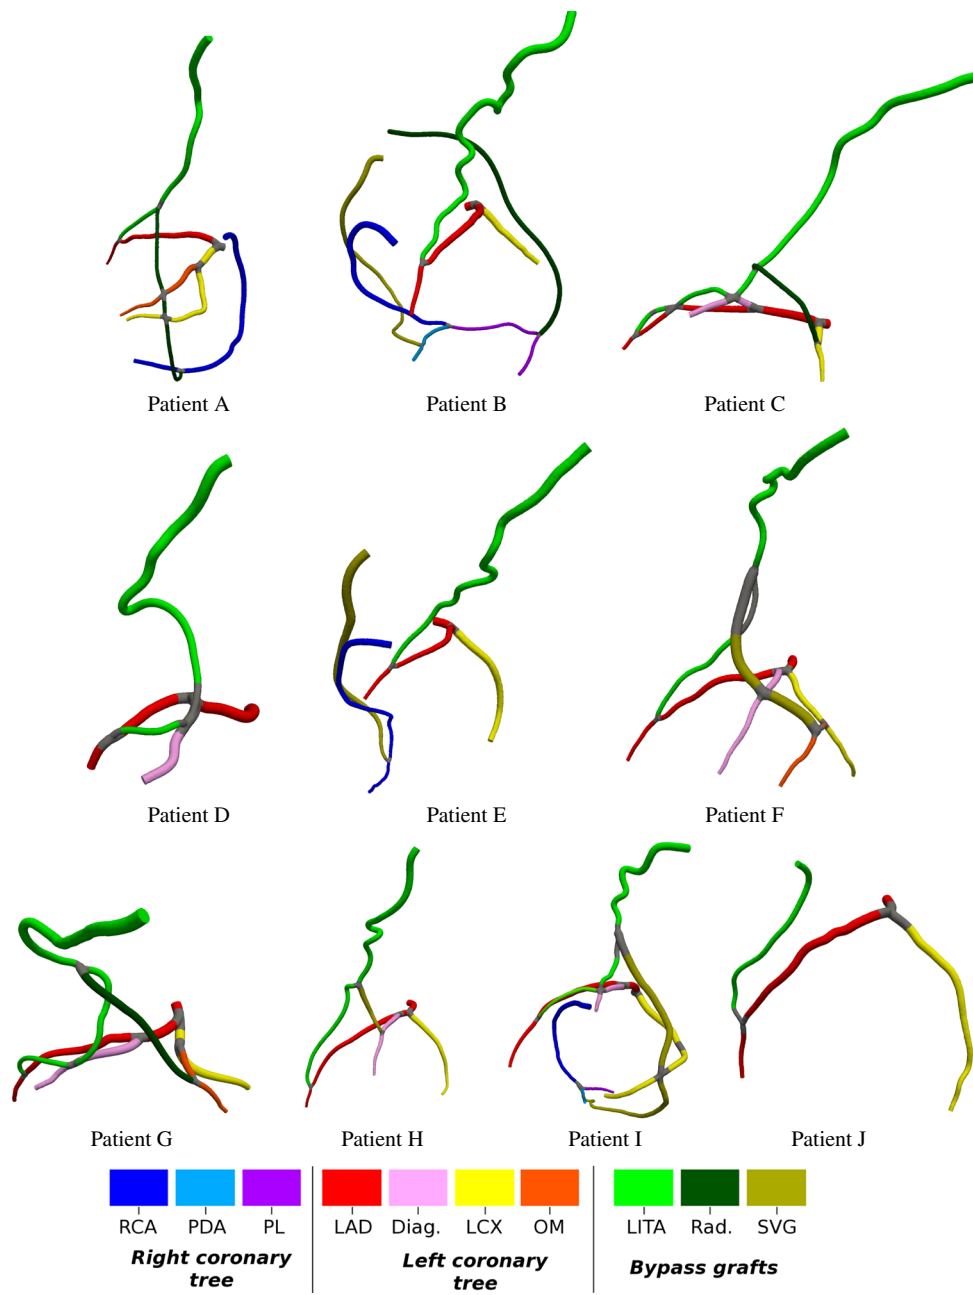 Patient A
Patient B
Patient C
Patient D
Patient E
Patient F
Patient G
Patient H
Patient I
Patient J
RCA PDA PL LAD Diag. LCX OM LITA Rad. SVG
Right coronary tree
Left coronary tree
Bypass grafts